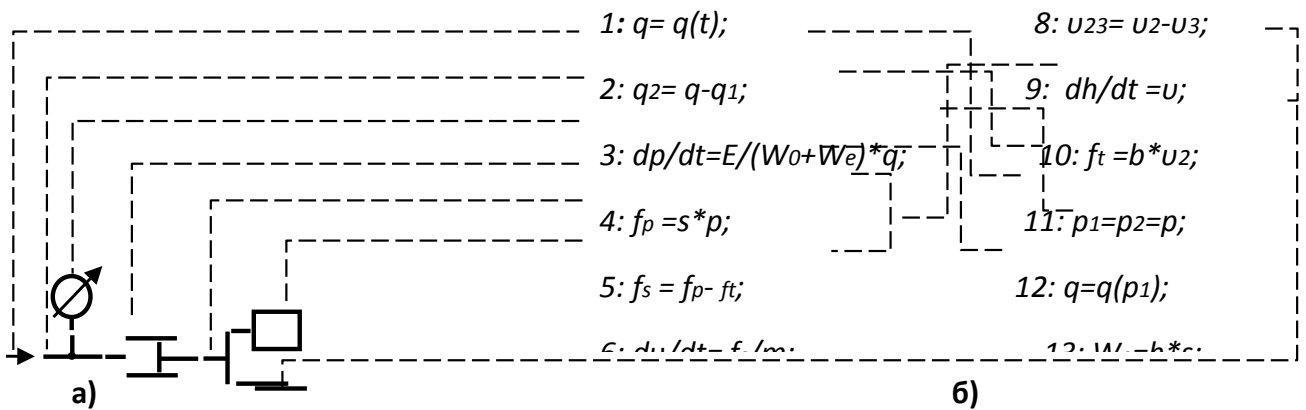 1: q= q(t);
2: q2= q-q1;
3: dp/dt=E/(W0+We)*q;
4: fp =s*p;
5: fs = fp- ft;
8: υ23= υ2-υ3;
9: dh/dt =υ;
10: ft =b*υ2;
11: p1=p2=p;
12: q=q(p1);
а)
б)